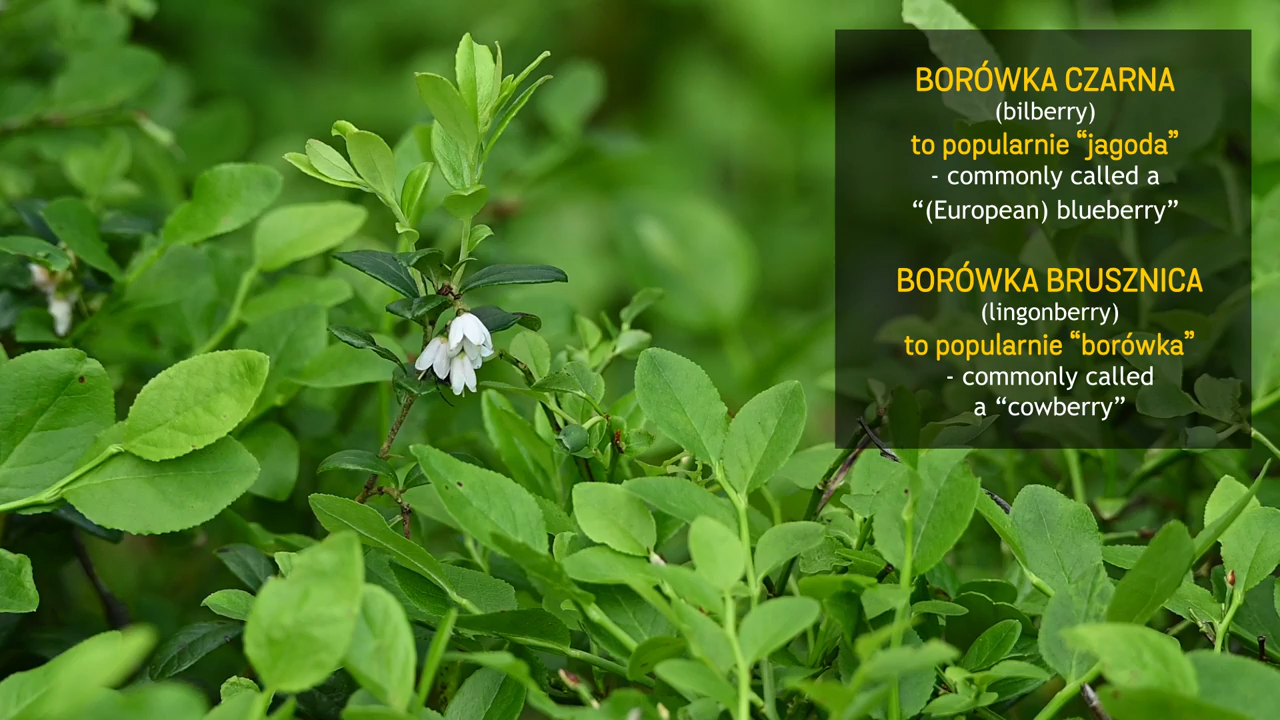 BORÓWKA CZARNA
(bilberry)
to popularnie “jagoda”
- commonly called a
“(European) blueberry”
BORÓWKA BRUSZNICA
(lingonberry)
to popularnie “borówka”
- commonly called
a “cowberry”